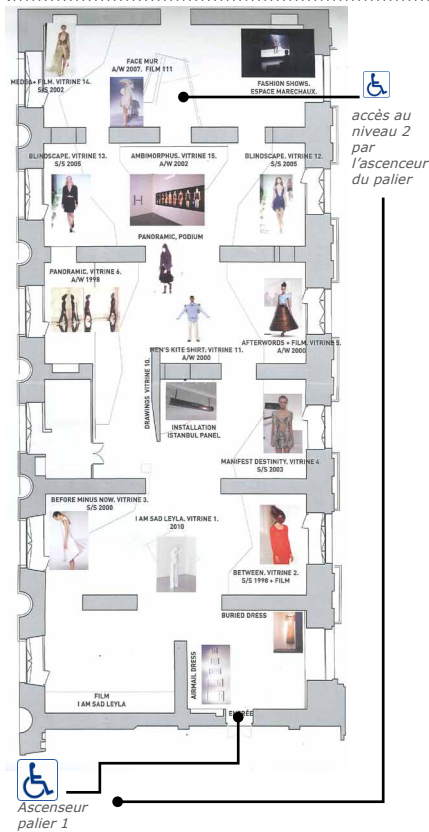 FACE MUR
A/W 2007. FILM 111
MEDEA+ FILM. VITRINE 14.
S/S 2002
FASHION SHOWS.
ESPACE MARECHAUX.
accès au
niveau 2
par
l’ascenceur
du palier
BLINDSCAPE. VITRINE 13.
S/S 2005
AMBIMORPHUS. VITRINE 15.
A/W 2002
BLINDSCAPE. VITRINE 12.
S/S 2005
H
PANORAMIC, PODIUM
PANORAMIC. VITRINE 6.
A/W 1998
AFTERWORDS + FILM. VITRINE 5.
A/W 2000
MEN'S KITE SHIRT. VITRINE 11.
A/W 2000
DRAWINGS VITRINE 10.
INSTALLATION
ISTANBUL PANEL
MANIFEST DESTINITY. VITRINE 4
S/S 2003
BEFORE MINUS NOW. VITRINE 3.
S/S 2000
I AM SAD LEYLA. VITRINE 1.
2010
BETWEEN. VITRINE 2.
S/S 1998 + FILM
BURIED DRESS
AIRMAIL DRESS
FILM
I AM SAD LEYLA
ENTRÉE
Ascenseur
palier 1